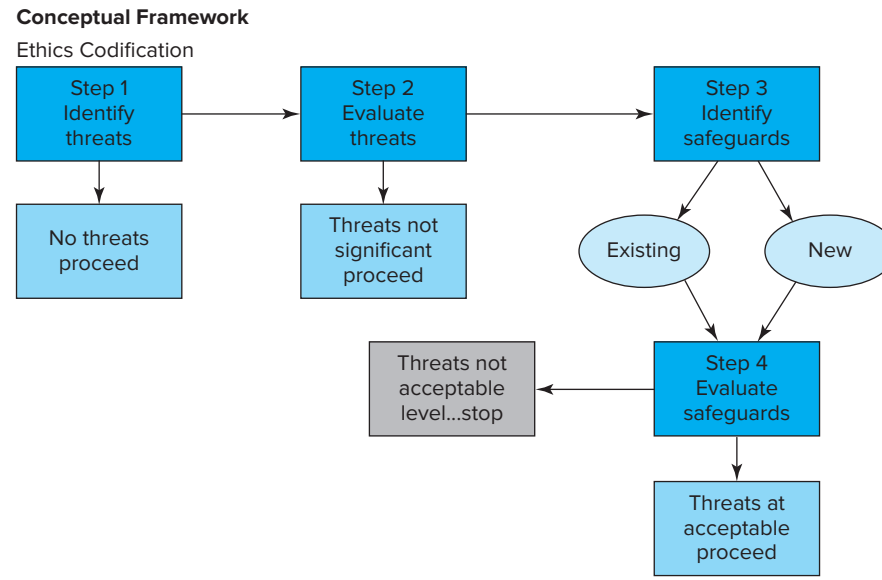 Conceptual Framework
Ethics Codification
Step 1
Identify
threats
Step 2
Evaluate
threats
Step 3
Identify
safeguards
No threats
proceed
Threats not
significant
proceed
Existing
New
Threats not
acceptable
level...stop
Step 4
Evaluate
safeguards
Threats at
acceptable
proceed